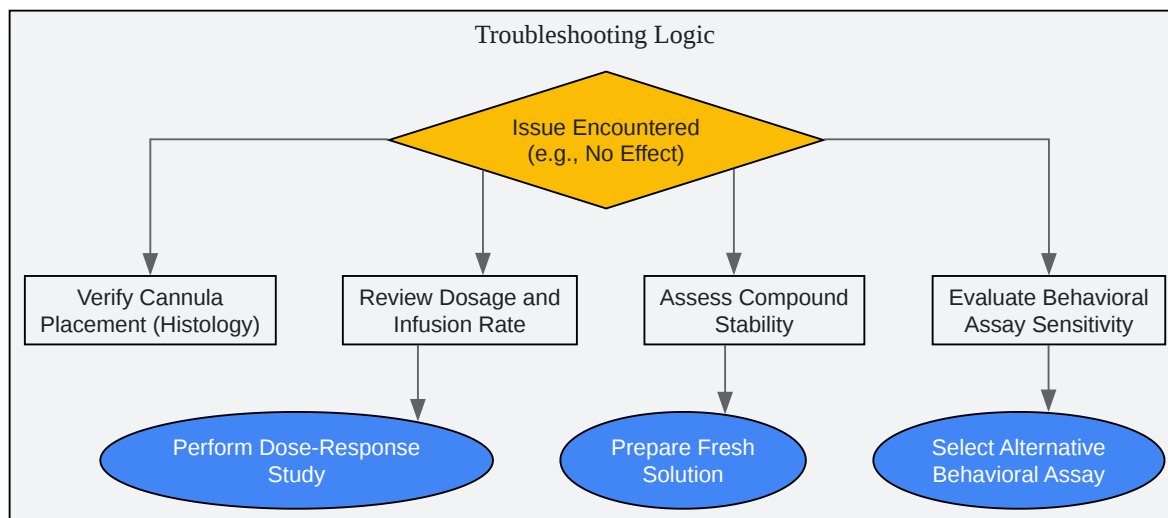 Troubleshooting Logic
Issue Encountered
(e.g., No Effect)
Verify Cannula
Placement (Histology)
Review Dosage and
Infusion Rate
Assess Compound
Stability
Evaluate Behavioral
Assay Sensitivity
Perform Dose-Response
Study
Prepare Fresh
Solution
Select Alternative
Behavioral Assay